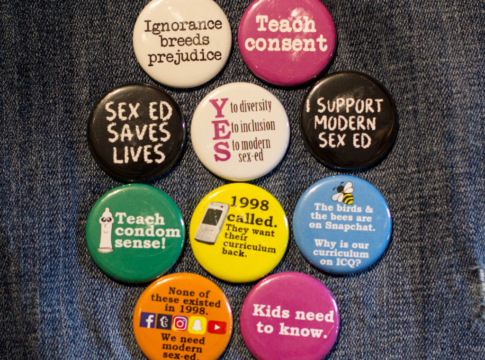 Ignorance
breeds
prejudice
Teach
consent
SEX ED
SAVES
LIVES
YES
to diversity
to inclusion
to modern
sex-ed
I SUPPORT
MODERN
SEX ED
Teach
condom
sense!
1998
called.
They want
their
curriculum
back.
The birds &
the bees are
on Snapchat.
Why is our
curriculum
on ICQ?
None of
these existed
in 1998.
We need
modern
sex-ed.
Kids need
to know.